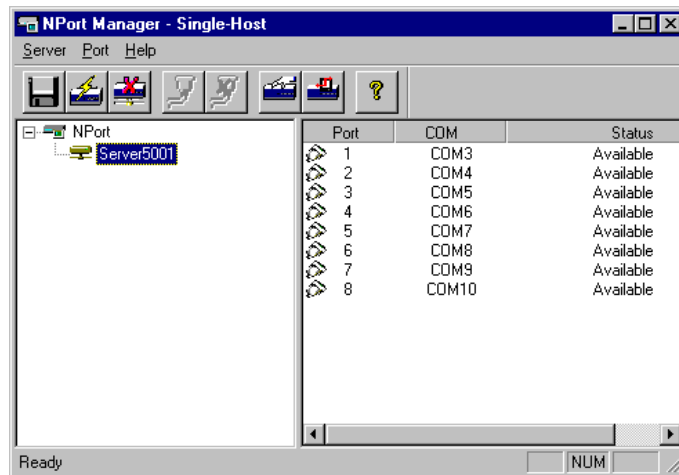 NPort Manager - Single-Host
Server Port Help
NPort
Server5001
Port COM Status
1 COM3 Available
2 COM4 Available
3 COM5 Available
4 COM6 Available
5 COM7 Available
6 COM8 Available
7 COM9 Available
8 COM10 Available
Ready NUM